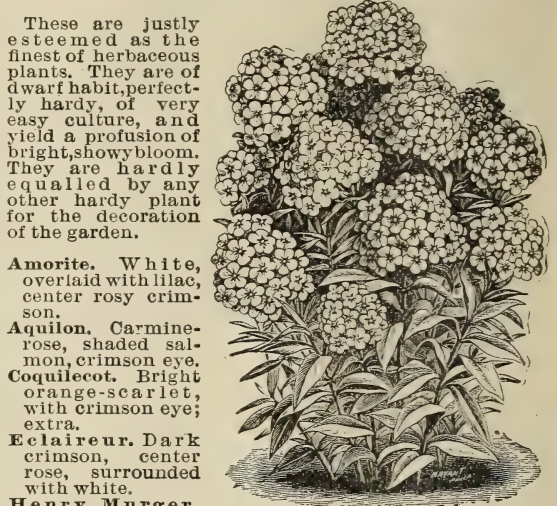 These are justly
esteemed as the
finest of herbaceous
plants. They are of
dwarf habit,perfect-
ly hardy, of very
easy culture, and
yield a profusion of
bright,showy bloom.
They are hardly
equalled by any
other hardy plant
for the decoration
of the garden.
Amorite. White,
overlaid with lilac,
center rosy crim-
son.
Aquilon. Carmine-
rose, shaded sal-
mon, crimson eye.
Coquilecot. Bright
orange-scarlet,
with crimson eye;
extra.
Eclaireur. Dark
crimson, center
rose, surrounded
with white.
Henry Murger.